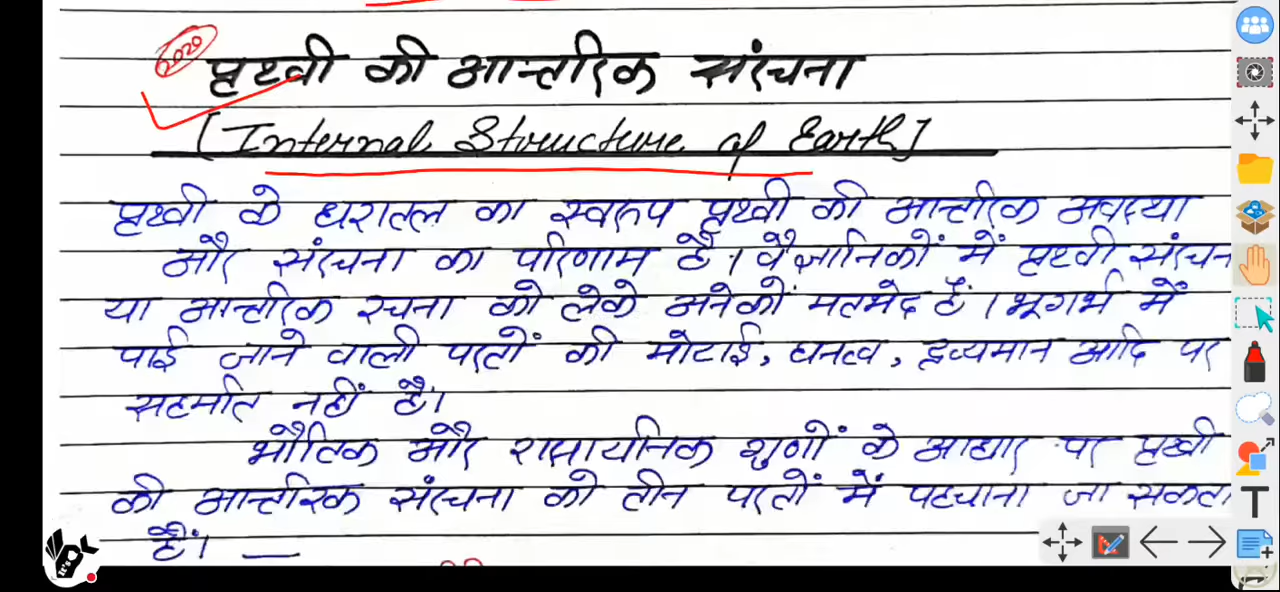 2020
पृथ्वी की आन्तरिक संरचना
[Internal Structure of Earth]
पृथ्वी के धरातल का स्वरुप पृथ्वी की आन्तरिक अवस्था
और संरचना का परिणाम है। वैज्ञानिकों में पृथ्वी संरचन
या आन्तरिक रचना को लेके अनेकों मतभेद हैं। भूगर्भ में
पाई जाने वाली परतों की मोटाई, घनत्व, द्रव्यमान आदि पर
सहमति नहीं है।
भौतिक और रासायनिक गुणों के आधार पर पृथ्वी
की आन्तरिक संरचना को तीन परतों में पहचाना जा सकता
है। —
T